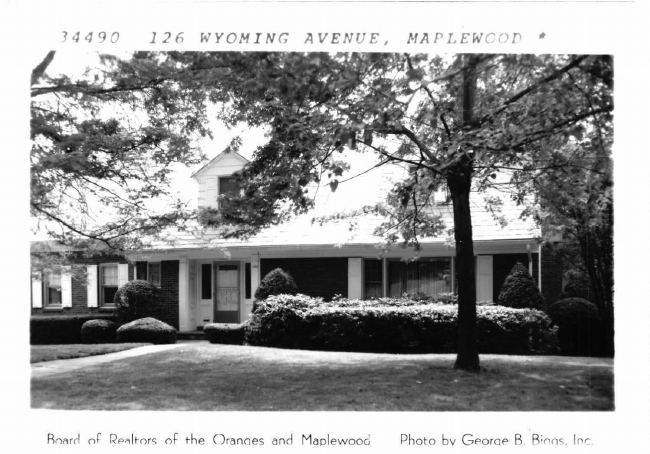 34490 126 WYOMING AVENUE, MAPLEWOOD *
Board of Realtors of the Oranges and Maplewood Photo by George B. Biggs, Inc.